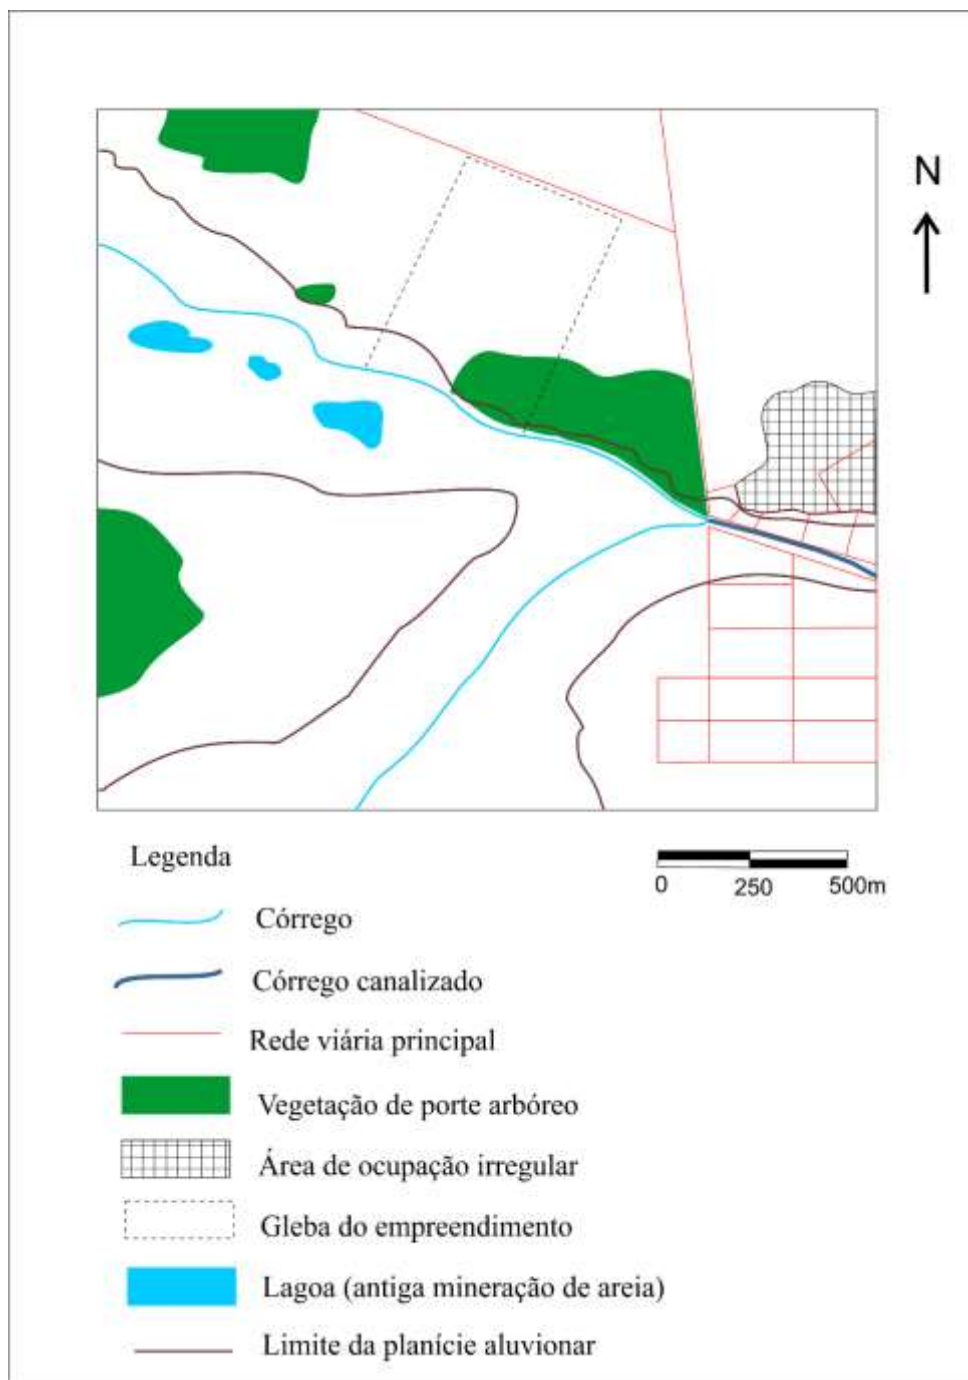 N
Legenda
0 250 500m
Córrego
Córrego canalizado
Rede viária principal
Vegetação de porte arbóreo
Área de ocupação irregular
Gleba do empreendimento
Lagoa (antiga mineração de areia)
Limite da planície aluvionar